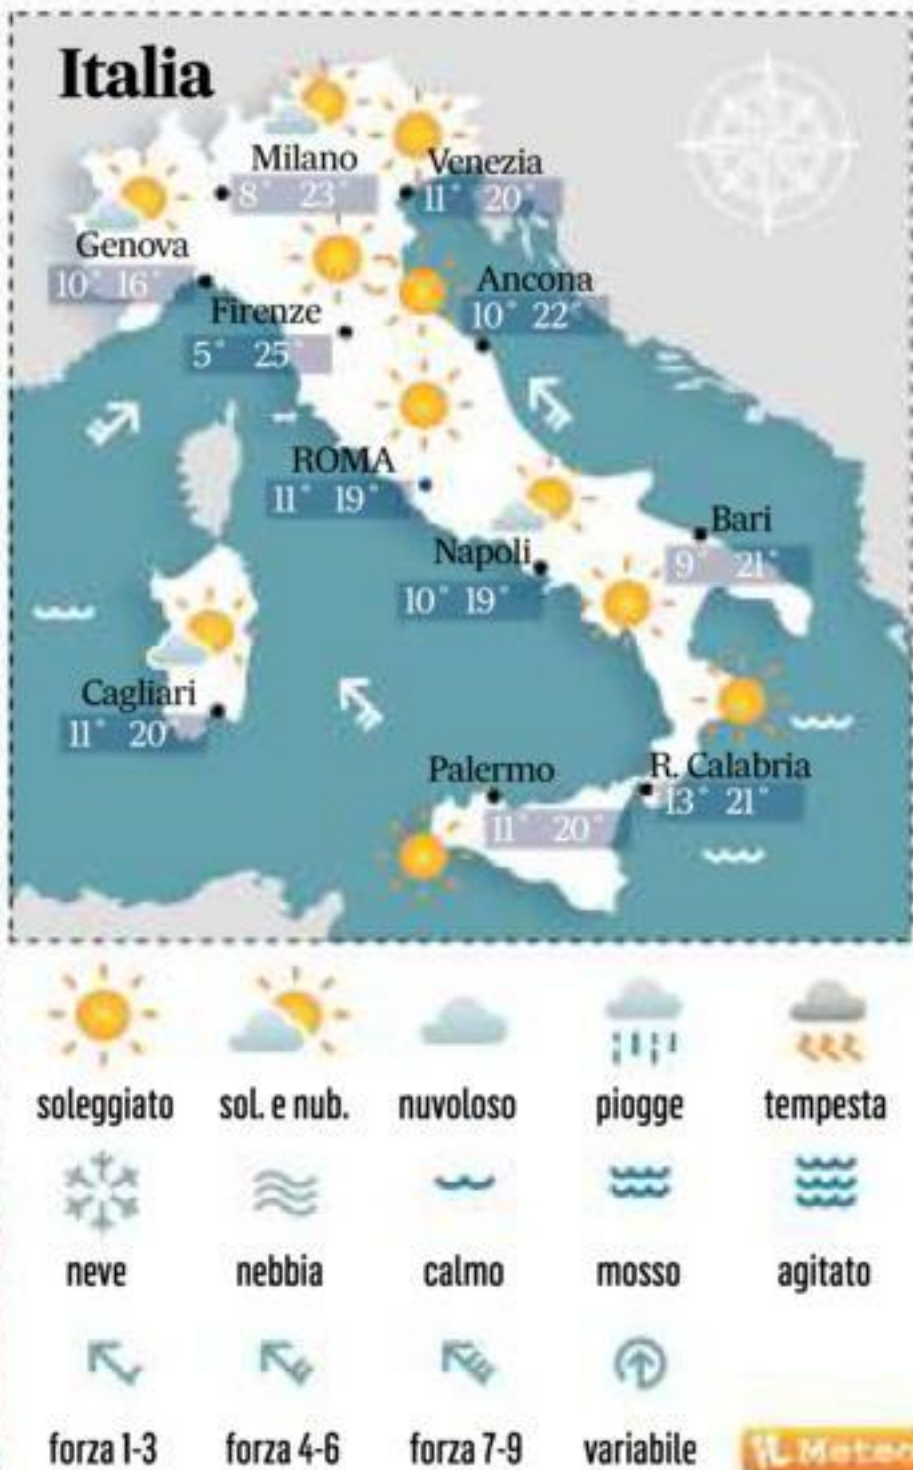 Italia
Milano
8° 23°
Venezia
11° 20°
Genova
10° 16°
Firenze
5° 25°
Ancona
10° 22°
ROMA
11° 19°
Bari
9° 21°
Napoli
10° 19°
Cagliari
11° 20°
Palermo
11° 20°
R. Calabria
13° 21°
soleggiato sol. e nub. nuvoloso piogge tempesta
neve nebbia calmo mosso agitato
forza 1-3 forza 4-6 forza 7-9 variabile
iL Meteo